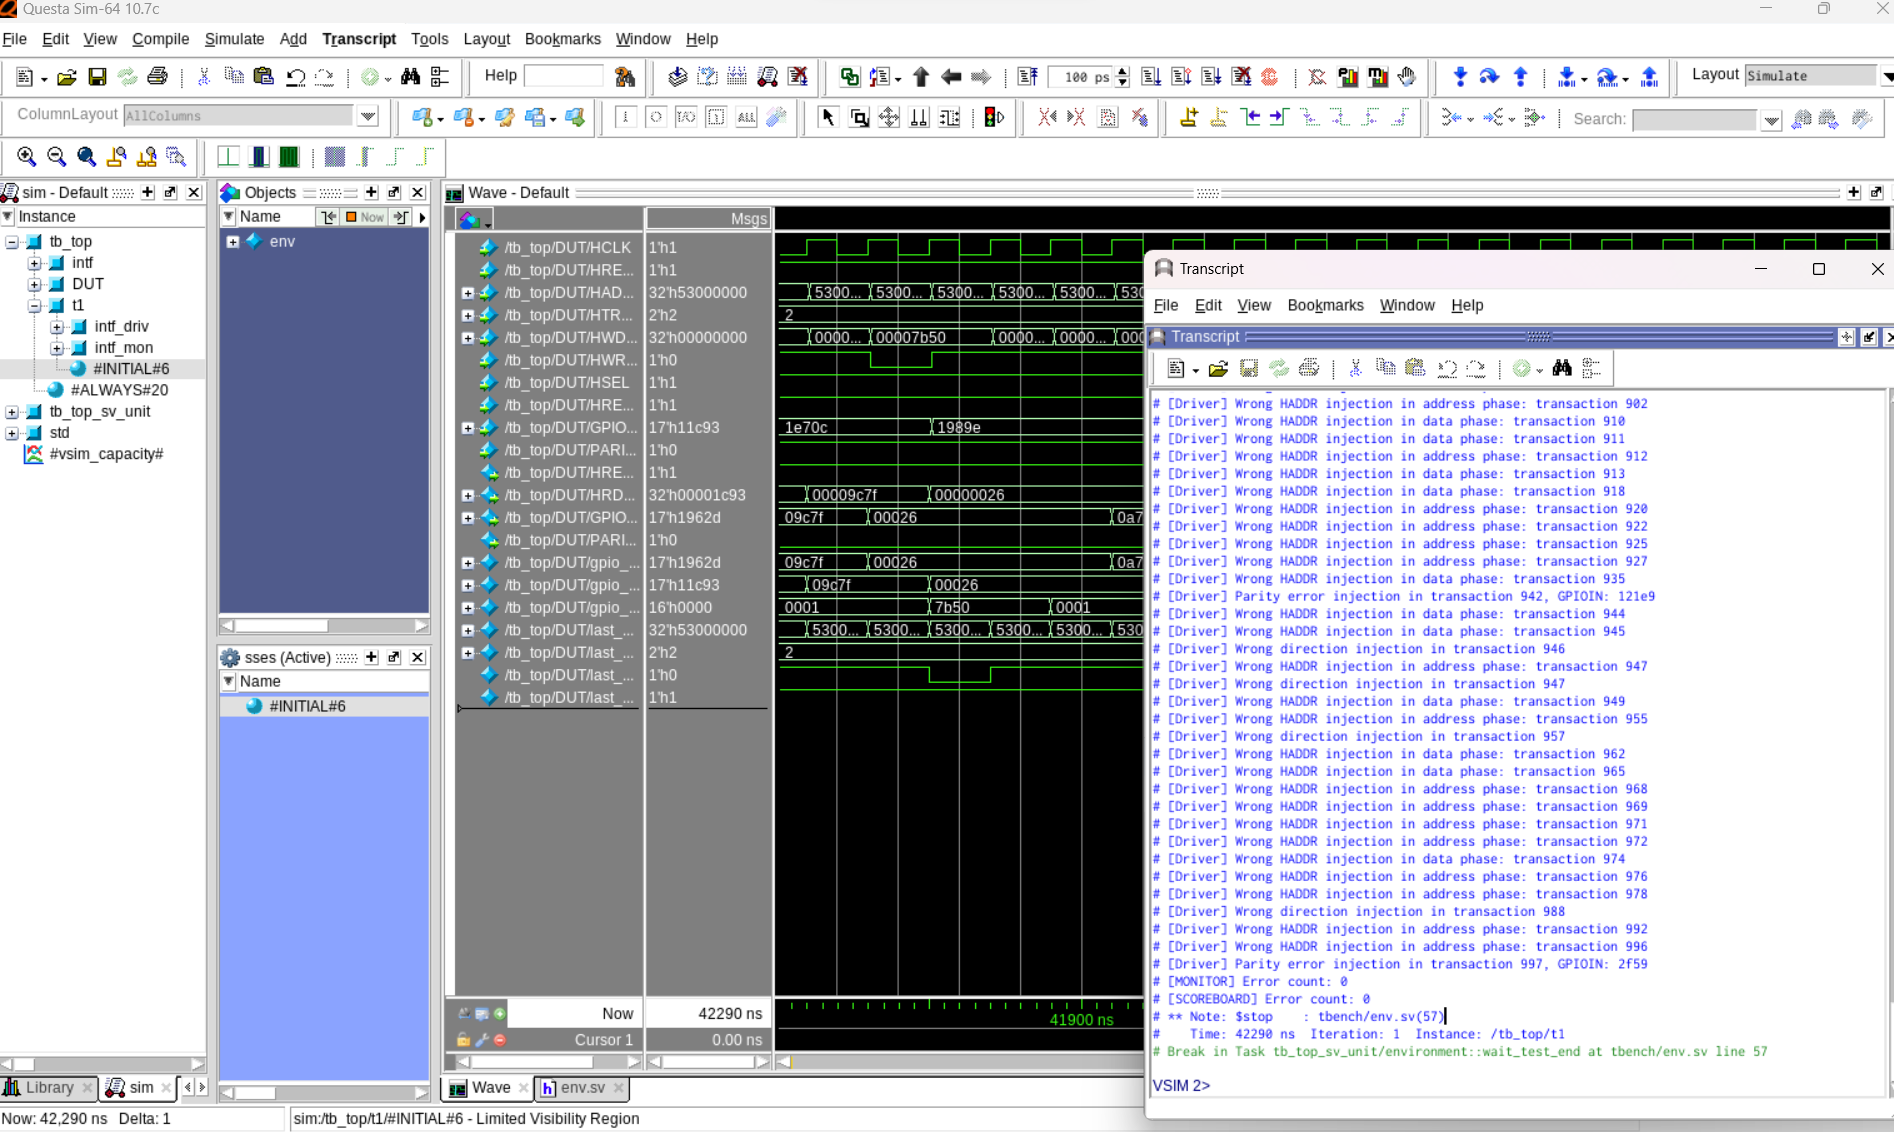 Questa Sim-64 10.7c
File Edit View Compile Simulate Add Transcript Tools Layout Bookmarks Window Help
Help
100 ps
Layout Simulate
ColumnLayout AllColumns
Search:
sim - Default
Instance
tb_top
intf
DUT
t1
intf_driv
intf_mon
#INITIAL#6
#ALWAYS#20
tb_top_sv_unit
std
#vsim_capacity#
Objects
Name
Now
env
sses (Active)
Name
#INITIAL#6
Wave - Default
Msgs
/tb_top/DUT/HCLK 1'h1
/tb_top/DUT/HRE... 1'h1
/tb_top/DUT/HAD... 32'h53000000 5300... 5300... 5300... 5300... 5300... 530
/tb_top/DUT/HTR... 2'h2 2
/tb_top/DUT/HWD... 32'h00000000 0000... 00007b50 0000... 0000... 000
/tb_top/DUT/HWR... 1'h0
/tb_top/DUT/HSEL 1'h1
/tb_top/DUT/HRE... 1'h1
/tb_top/DUT/GPIO... 17'h11c93 1e70c 1989e
/tb_top/DUT/PARI... 1'h0
/tb_top/DUT/HRE... 1'h1
/tb_top/DUT/HRD... 32'h00001c93 00009c7f 00000026
/tb_top/DUT/GPIO... 17'h1962d 09c7f 00026 0a7
/tb_top/DUT/PARI... 1'h0
/tb_top/DUT/gpio_... 17'h1962d 09c7f 00026 0a7
/tb_top/DUT/gpio_... 17'h11c93 09c7f 00026
/tb_top/DUT/gpio_... 16'h0000 0001 7b50 0001
/tb_top/DUT/last_... 32'h53000000 5300... 5300... 5300... 5300... 5300... 530
/tb_top/DUT/last_... 2'h2 2
/tb_top/DUT/last_... 1'h0
/tb_top/DUT/last_... 1'h1
Now 42290 ns
41900 ns
Cursor 1 0.00 ns
Transcript
File Edit View Bookmarks Window Help
Transcript
# [Driver] Wrong HADDR injection in address phase: transaction 902
# [Driver] Wrong HADDR injection in data phase: transaction 910
# [Driver] Wrong HADDR injection in data phase: transaction 911
# [Driver] Wrong HADDR injection in address phase: transaction 912
# [Driver] Wrong HADDR injection in data phase: transaction 913
# [Driver] Wrong HADDR injection in data phase: transaction 918
# [Driver] Wrong HADDR injection in address phase: transaction 920
# [Driver] Wrong HADDR injection in address phase: transaction 922
# [Driver] Wrong HADDR injection in address phase: transaction 925
# [Driver] Wrong HADDR injection in address phase: transaction 927
# [Driver] Wrong HADDR injection in data phase: transaction 935
# [Driver] Parity error injection in transaction 942, GPIOIN: 121e9
# [Driver] Wrong HADDR injection in data phase: transaction 944
# [Driver] Wrong HADDR injection in data phase: transaction 945
# [Driver] Wrong direction injection in transaction 946
# [Driver] Wrong HADDR injection in address phase: transaction 947
# [Driver] Wrong direction injection in transaction 947
# [Driver] Wrong HADDR injection in data phase: transaction 949
# [Driver] Wrong HADDR injection in address phase: transaction 955
# [Driver] Wrong direction injection in transaction 957
# [Driver] Wrong HADDR injection in data phase: transaction 962
# [Driver] Wrong HADDR injection in data phase: transaction 965
# [Driver] Wrong HADDR injection in address phase: transaction 968
# [Driver] Wrong HADDR injection in address phase: transaction 969
# [Driver] Wrong HADDR injection in address phase: transaction 971
# [Driver] Wrong HADDR injection in address phase: transaction 972
# [Driver] Wrong HADDR injection in data phase: transaction 974
# [Driver] Wrong HADDR injection in address phase: transaction 976
# [Driver] Wrong HADDR injection in address phase: transaction 978
# [Driver] Wrong direction injection in transaction 988
# [Driver] Wrong HADDR injection in address phase: transaction 992
# [Driver] Wrong HADDR injection in address phase: transaction 996
# [Driver] Parity error injection in transaction 997, GPIOIN: 2f59
# [MONITOR] Error count: 0
# [SCOREBOARD] Error count: 0
# ** Note: $stop : tbench/env.sv(57)
# Time: 42290 ns Iteration: 1 Instance: /tb_top/t1
# Break in Task tb_top_sv_unit/environment::wait_test_end at tbench/env.sv line 57
VSIM 2>
Library sim
Wave env.sv
Now: 42,290 ns Delta: 1 sim:/tb_top/t1/#INITIAL#6 - Limited Visibility Region